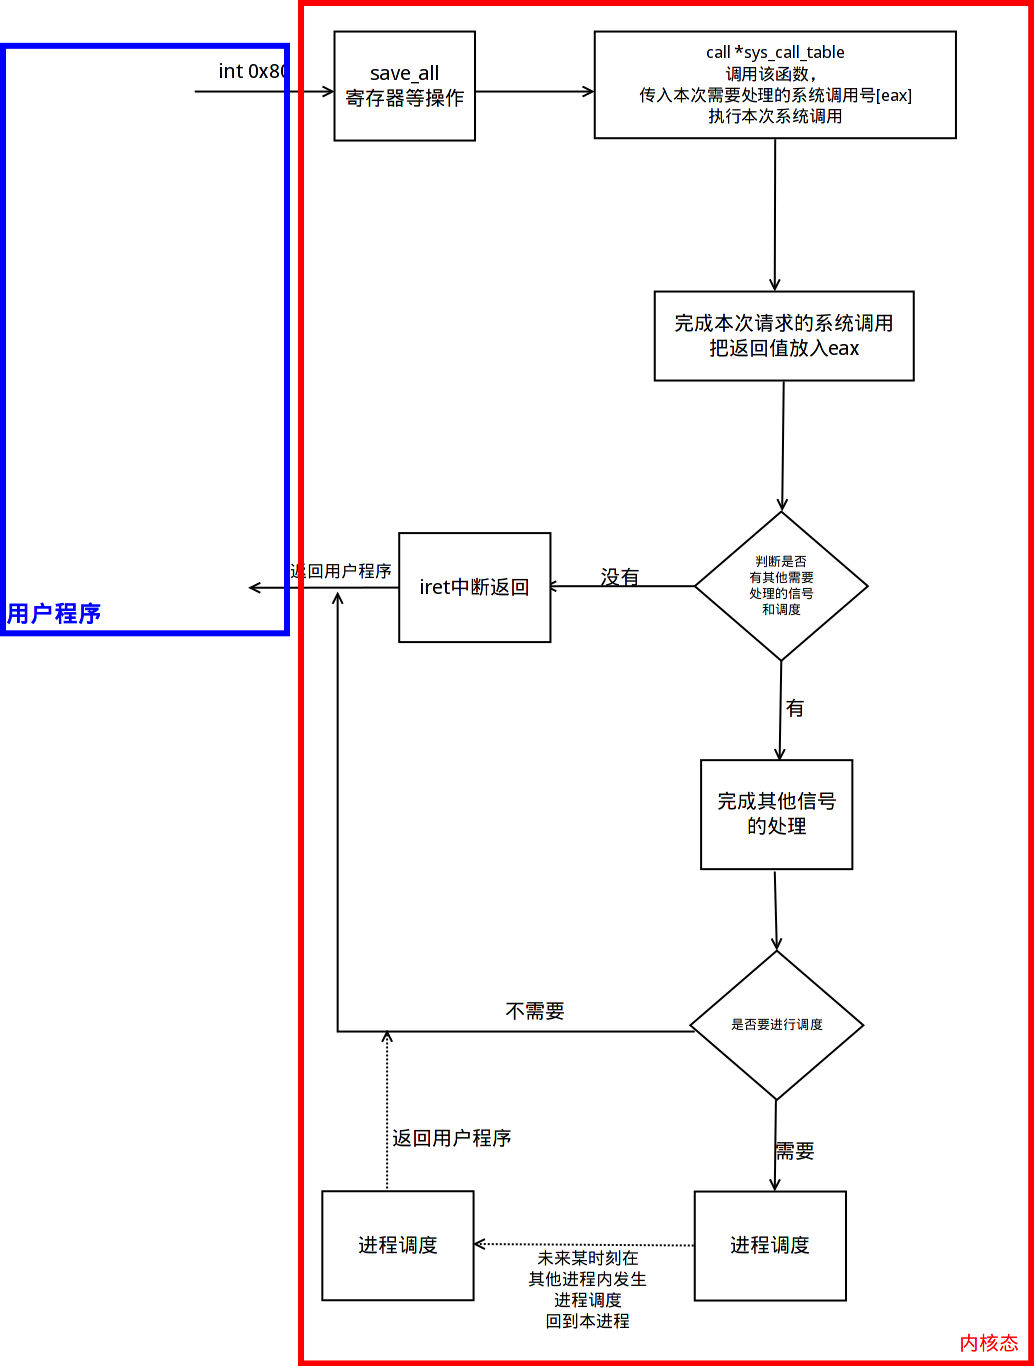 int 0x80
save_all
寄存器等操作
call *sys_call_table
调用该函数，
传入本次需要处理的系统调用号[eax]
执行本次系统调用
完成本次请求的系统调用
把返回值放入eax
判断是否
有其他需要
处理的信号
和调度
没有
iret中断返回
返回用户程序
用户程序
有
完成其他信号
的处理
是否要进行调度
不需要
需要
返回用户程序
进程调度
进程调度
未来某时刻在
其他进程内发生
进程调度
回到本进程
内核态